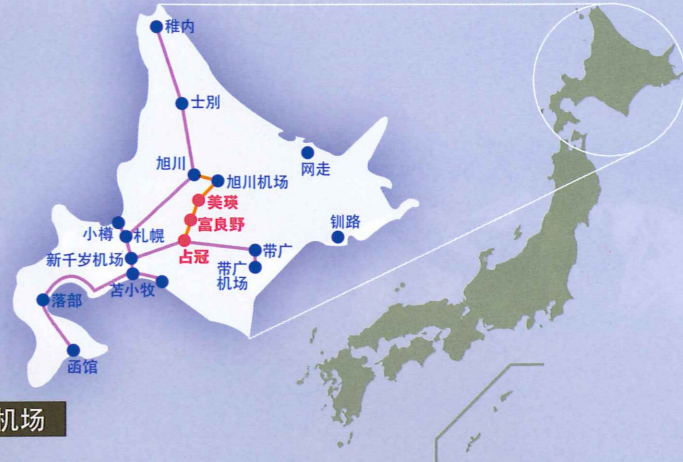 稚内
士別
旭川
旭川机场
网走
美瑛
富良野
钏路
小樽
札幌
占冠
带广
新千岁机场
带广
机场
苫小牧
落部
函馆
机场